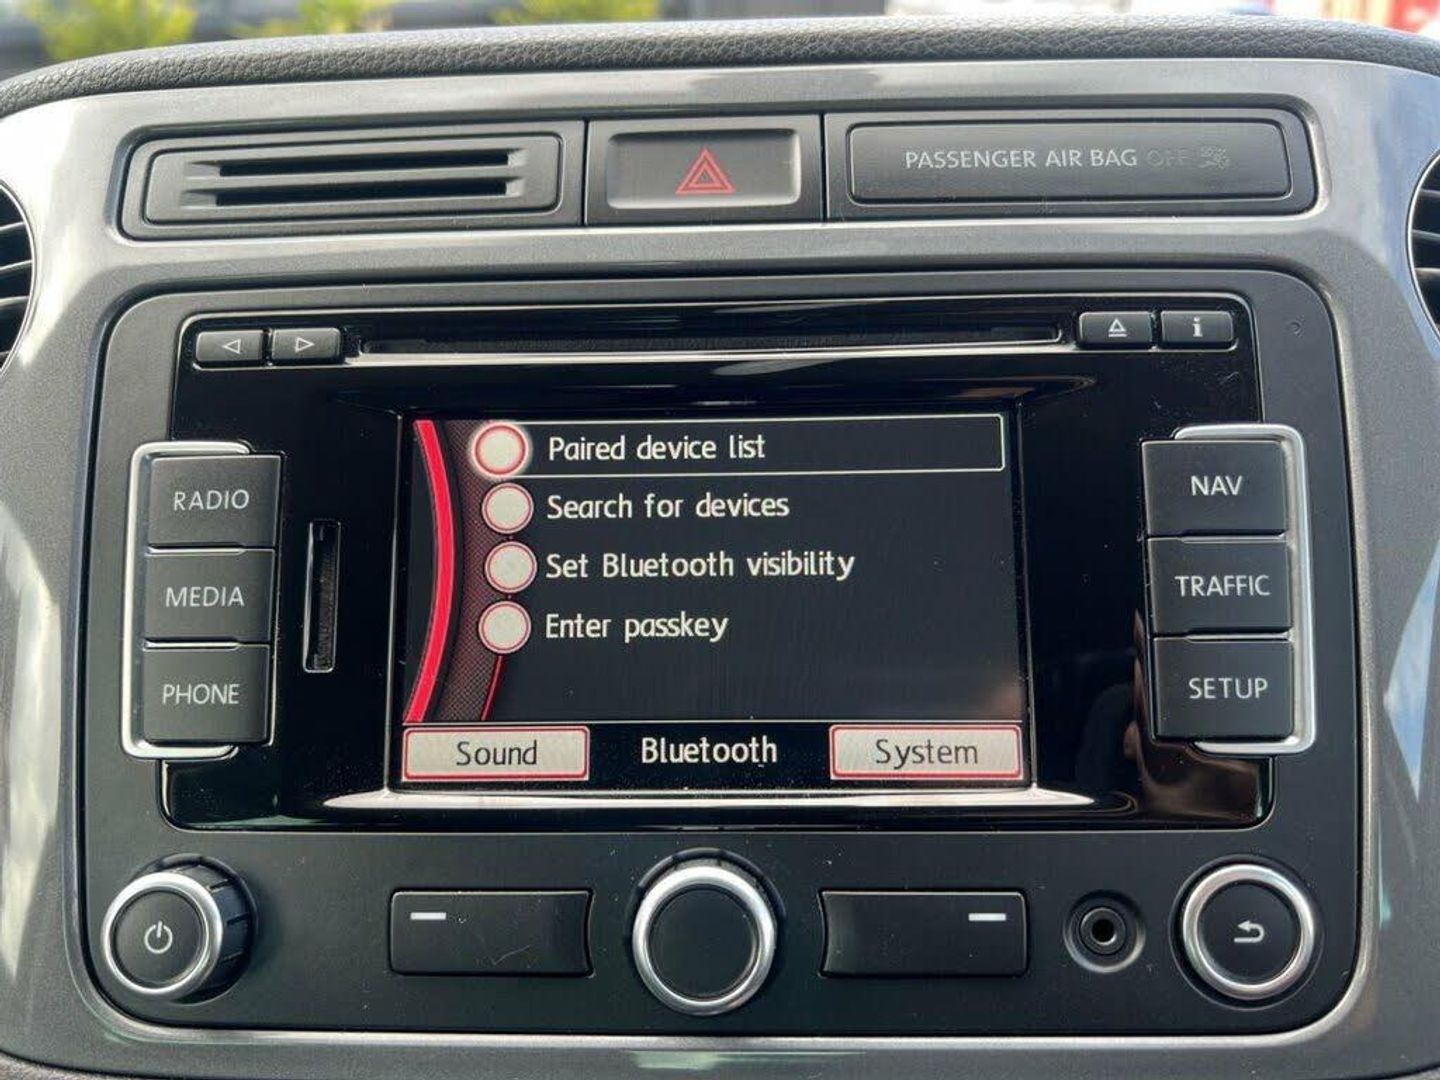 PASSENGER AIR BAG OFF
i
RADIO
MEDIA
PHONE
Paired device list
Search for devices
Set Bluetooth visibility
Enter passkey
Sound
Bluetooth
System
NAV
TRAFFIC
SETUP